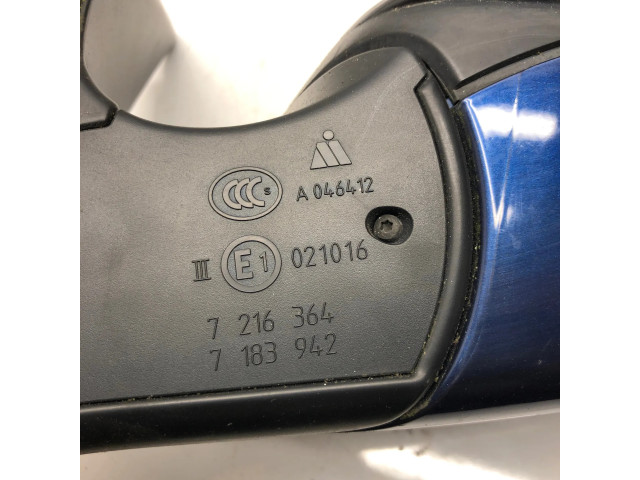 CCC S
A 046412
III E1 021016
7 216 364
7 183 942